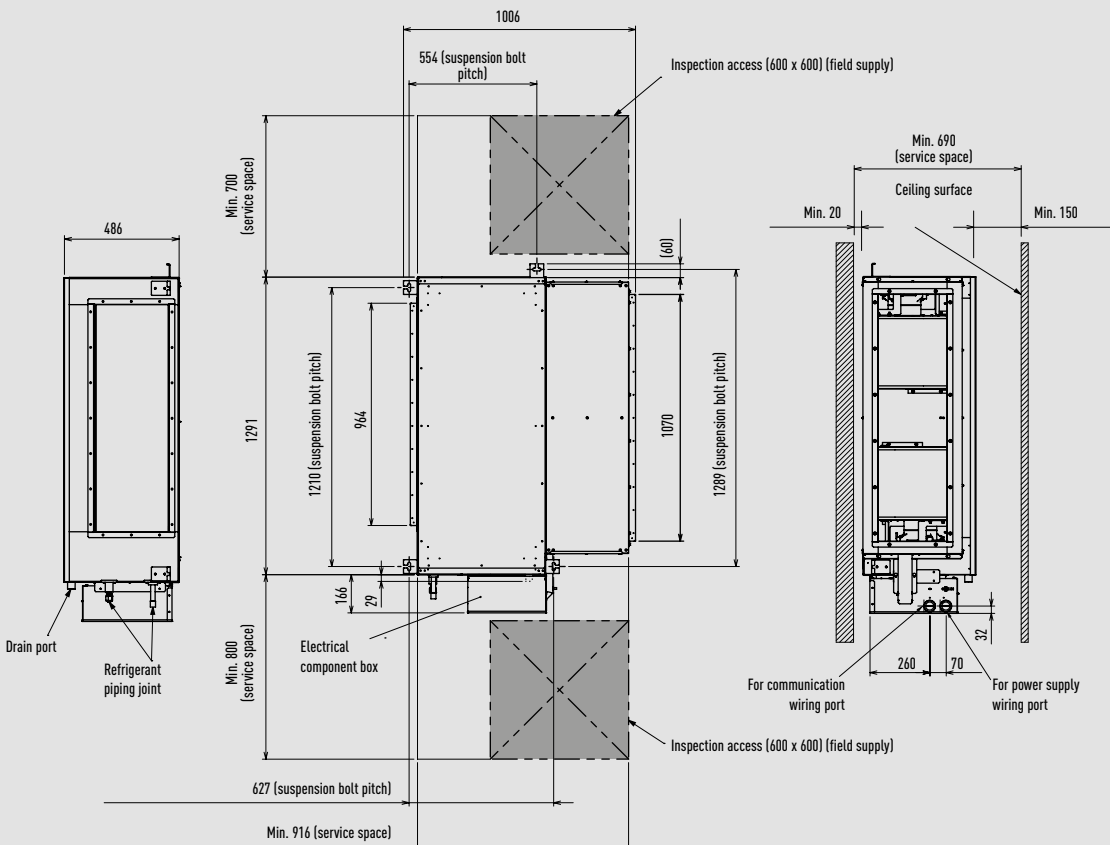 1006
554 (suspension bolt
pitch)
Inspection access (600 x 600) (field supply)
Min. 700
(service space)
Min. 690
(service space)
Ceiling surface
Min. 20
Min. 150
486
(60)
1291
1210 (suspension bolt pitch)
964
1070
1289 (suspension bolt pitch)
166
29
Min. 800
(service space)
Drain port
Refrigerant
piping joint
Electrical
component box
32
260
70
For communication
wiring port
For power supply
wiring port
Inspection access (600 x 600) (field supply)
627 (suspension bolt pitch)
Min. 916 (service space)